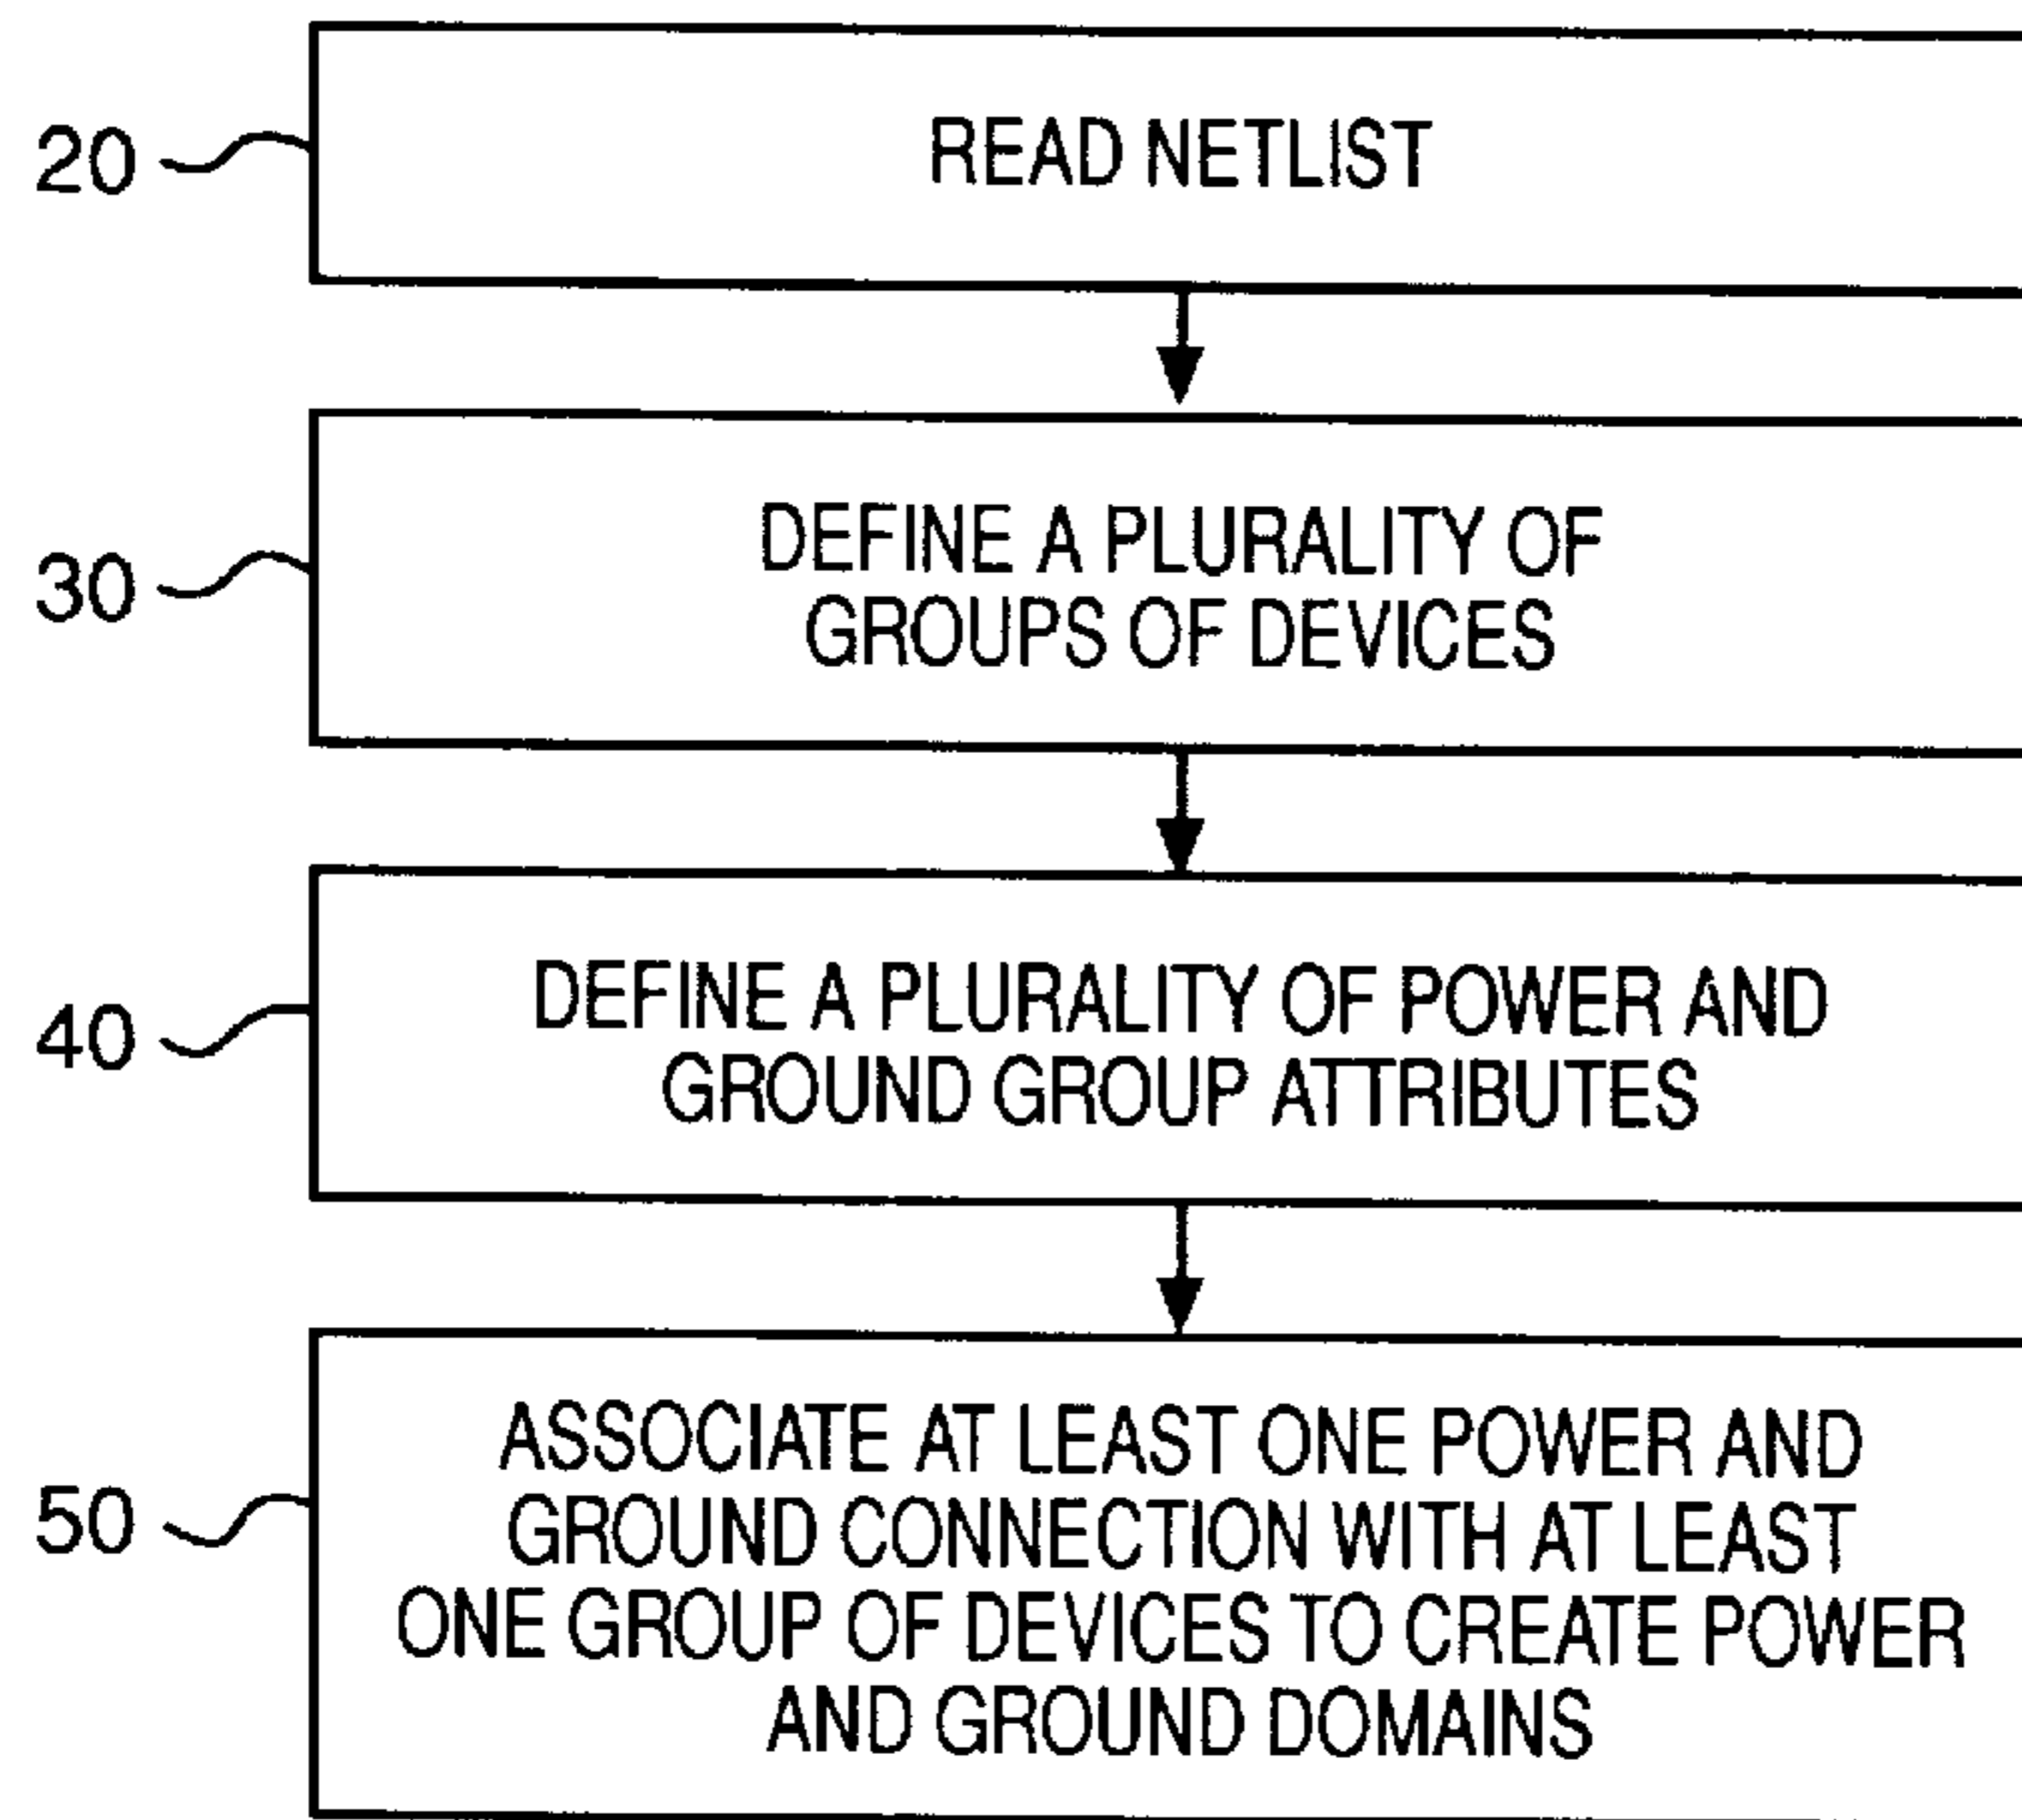 20
READ NETLIST
30
DEFINE A PLURALITY OF
GROUPS OF DEVICES
40
DEFINE A PLURALITY OF POWER AND
GROUND GROUP ATTRIBUTES
50
ASSOCIATE AT LEAST ONE POWER AND
GROUND CONNECTION WITH AT LEAST
ONE GROUP OF DEVICES TO CREATE POWER
AND GROUND DOMAINS